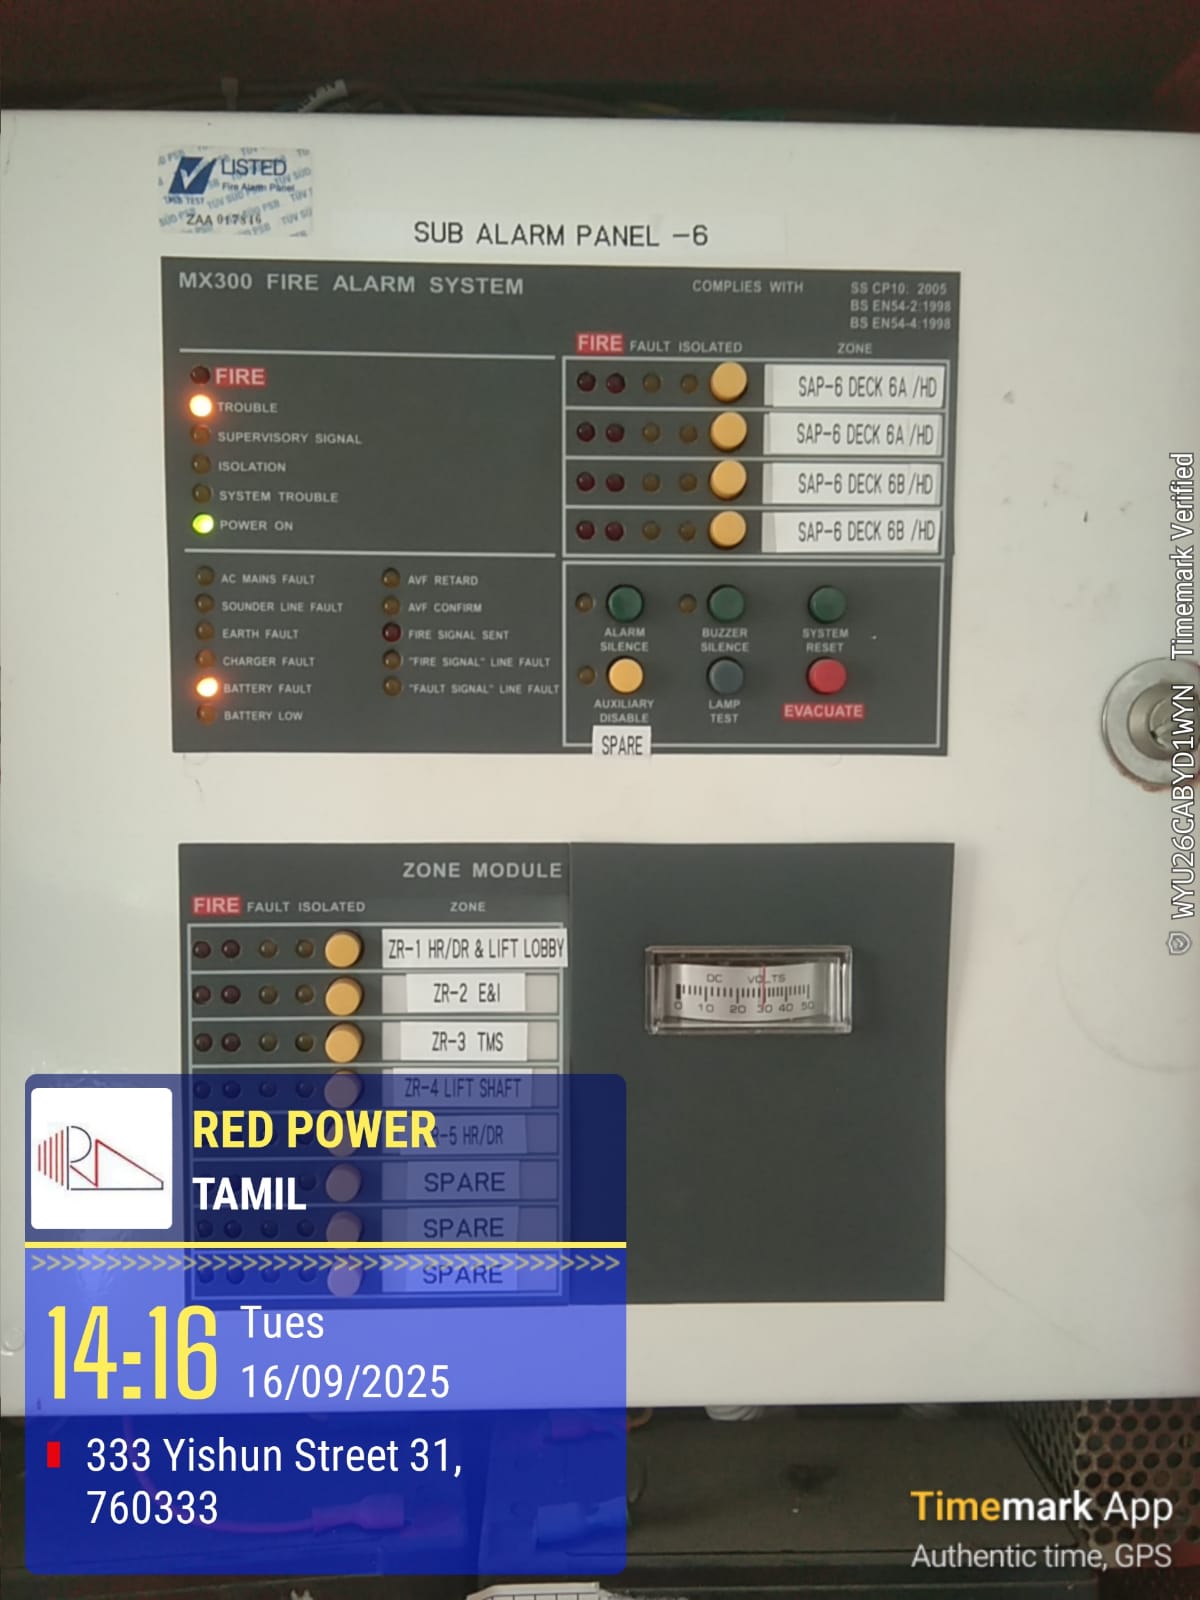 LISTED
Fire Alarm Panel
ZAA 017816
SUB ALARM PANEL -6
MX300 FIRE ALARM SYSTEM
COMPLIES WITH
SS CP10: 2005
BS EN54-2:1998
BS EN54-4:1998
FIRE FAULT ISOLATED ZONE
FIRE
TROUBLE
SUPERVISORY SIGNAL
ISOLATION
SYSTEM TROUBLE
POWER ON
SAP-6 DECK 6A /HD
SAP-6 DECK 6A /HD
SAP-6 DECK 6B /HD
SAP-6 DECK 6B /HD
AC MAINS FAULT
SOUNDER LINE FAULT
EARTH FAULT
CHARGER FAULT
BATTERY FAULT
BATTERY LOW
AVF RETARD
AVF CONFIRM
FIRE SIGNAL SENT
"FIRE SIGNAL" LINE FAULT
"FAULT SIGNAL" LINE FAULT
ALARM SILENCE
BUZZER SILENCE
SYSTEM RESET
AUXILIARY DISABLE
LAMP TEST
EVACUATE
SPARE
ZONE MODULE
FIRE FAULT ISOLATED ZONE
ZR-1 HR/DR & LIFT LOBBY
ZR-2 E&I
ZR-3 TMS
ZR-4 LIFT SHAFT
R-5 HR/DR
SPARE
SPARE
SPARE
DC VOLTS
0 10 20 30 40 50
RED POWER
TAMIL
>>>>>>>>>>>>>>>>>>>>>>>>>>>>>>>>>>>>>>>
14:16
Tues
16/09/2025
333 Yishun Street 31,
760333
Timemark App
Authentic time, GPS
WYU26CABYD1WYN Timemark Verified